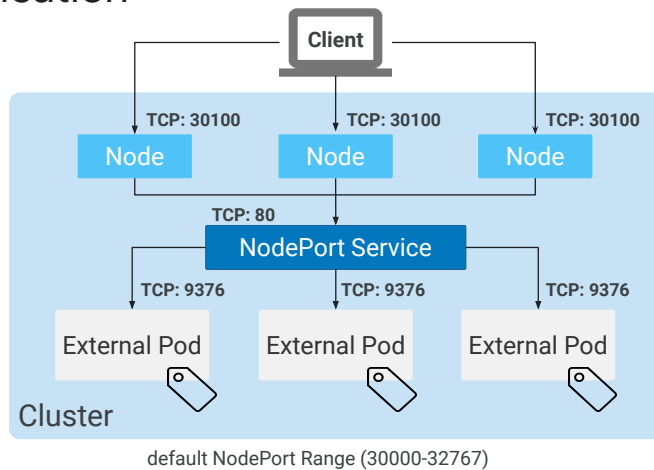 Client
TCP: 30100
TCP: 30100
TCP: 30100
Node
Node
Node
TCP: 80
NodePort Service
TCP: 9376
TCP: 9376
TCP: 9376
External Pod
External Pod
External Pod
Cluster
default NodePort Range (30000-32767)